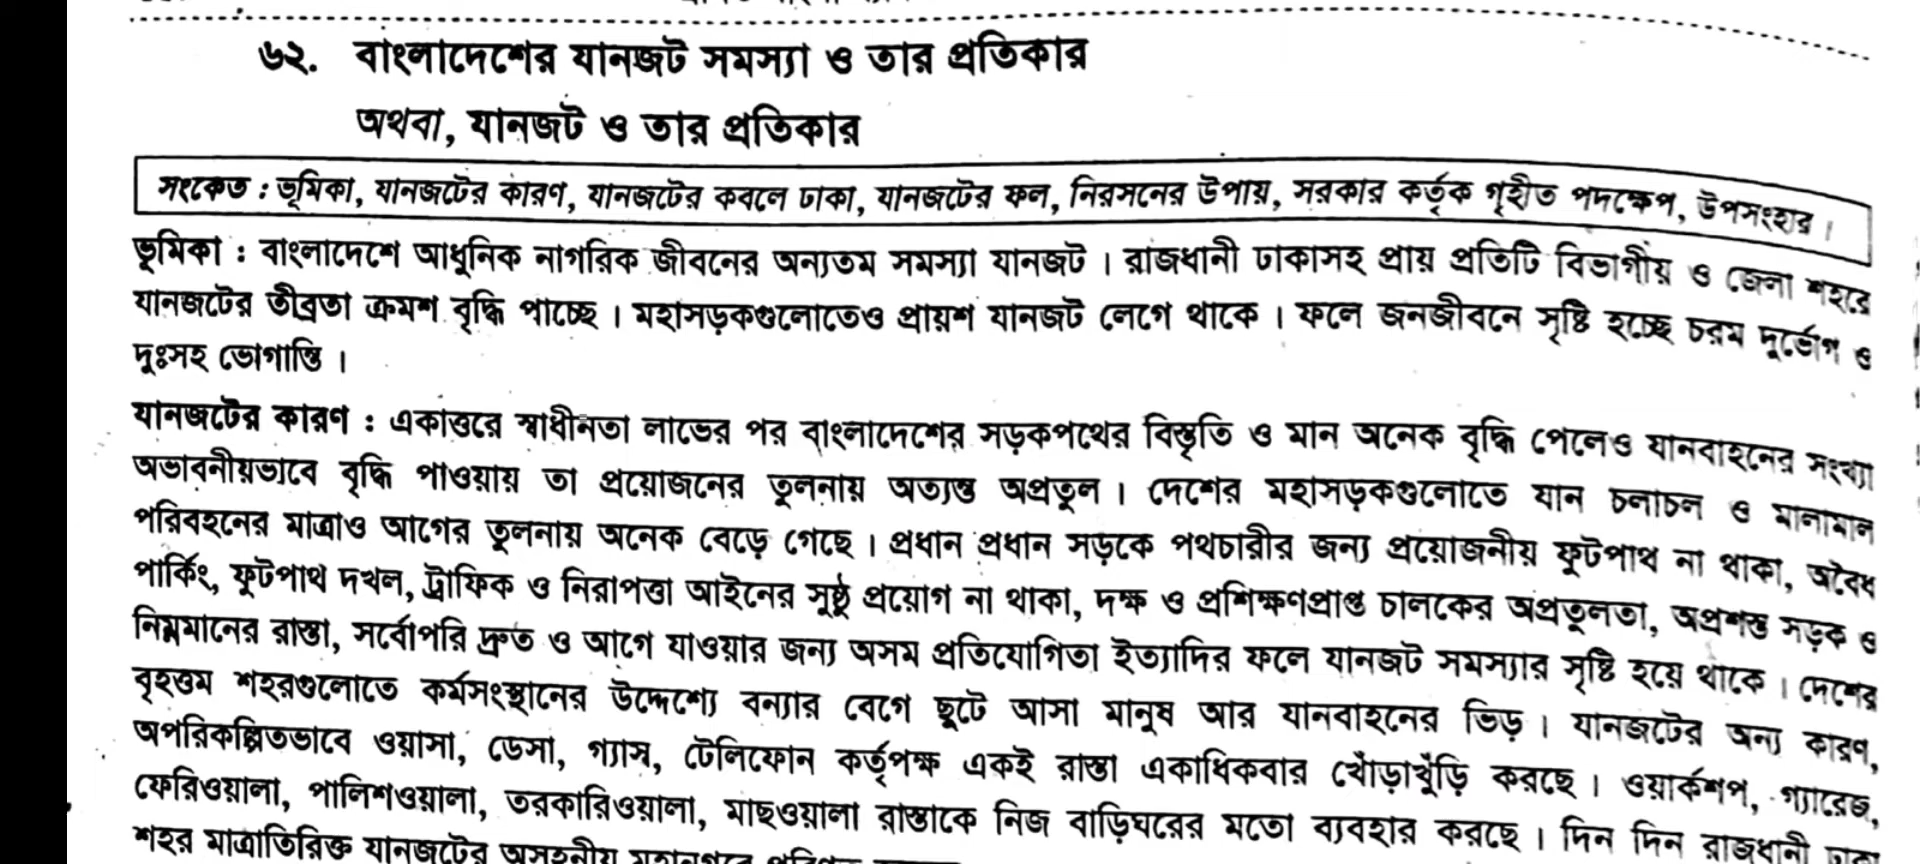 ৬২. বাংলাদেশের যানজট সমস্যা ও তার প্রতিকার
অথবা, যানজট ও তার প্রতিকার
সংকেত : ভূমিকা, যানজটের কারণ, যানজটের কবলে ঢাকা, যানজটের ফল, নিরসনের উপায়, সরকার কর্তৃক গৃহীত পদক্ষেপ, উপসংহার।
ভূমিকা : বাংলাদেশে আধুনিক নাগরিক জীবনের অন্যতম সমস্যা যানজট। রাজধানী ঢাকাসহ প্রায় প্রতিটি বিভাগীয় ও জেলা শহরে
যানজটের তীব্রতা ক্রমশ বৃদ্ধি পাচ্ছে। মহাসড়কগুলোতেও প্রায়শ যানজট লেগে থাকে। ফলে জনজীবনে সৃষ্টি হচ্ছে চরম দুর্ভোগ ও
দুঃসহ ভোগান্তি।
যানজটের কারণ : একাত্তরে স্বাধীনতা লাভের পর বাংলাদেশের সড়কপথের বিস্তৃতি ও মান অনেক বৃদ্ধি পেলেও যানবাহনের সংখ্যা
অভাবনীয়ভাবে বৃদ্ধি পাওয়ায় তা প্রয়োজনের তুলনায় অত্যন্ত অপ্রতুল। দেশের মহাসড়কগুলোতে যান চলাচল ও মালামাল
পরিবহনের মাত্রাও আগের তুলনায় অনেক বেড়ে গেছে। প্রধান প্রধান সড়কে পথচারীর জন্য প্রয়োজনীয় ফুটপাথ না থাকা, অবৈধ
পার্কিং, ফুটপাথ দখল, ট্রাফিক ও নিরাপত্তা আইনের সুষ্ঠু প্রয়োগ না থাকা, দক্ষ ও প্রশিক্ষণপ্রাপ্ত চালকের অপ্রতুলতা, অপ্রশস্ত সড়ক ও
নিম্নমানের রাস্তা, সর্বোপরি দ্রুত ও আগে যাওয়ার জন্য অসম প্রতিযোগিতা ইত্যাদির ফলে যানজট সমস্যার সৃষ্টি হয়ে থাকে। দেশের
বৃহত্তম শহরগুলোতে কর্মসংস্থানের উদ্দেশ্যে বন্যার বেগে ছুটে আসা মানুষ আর যানবাহনের ভিড়। যানজটের অন্য কারণ,
অপরিকল্পিতভাবে ওয়াসা, ডেসা, গ্যাস, টেলিফোন কর্তৃপক্ষ একই রাস্তা একাধিকবার খোঁড়াখুঁড়ি করছে। ওয়ার্কশপ, গ্যারেজ,
ফেরিওয়ালা, পালিশওয়ালা, তরকারিওয়ালা, মাছওয়ালা রাস্তাকে নিজ বাড়িঘরের মতো ব্যবহার করছে। দিন দিন রাজধানী ঢাকা
শহর মাত্রাতিরিক্ত যানজটের অসহনীয় মহানগরে